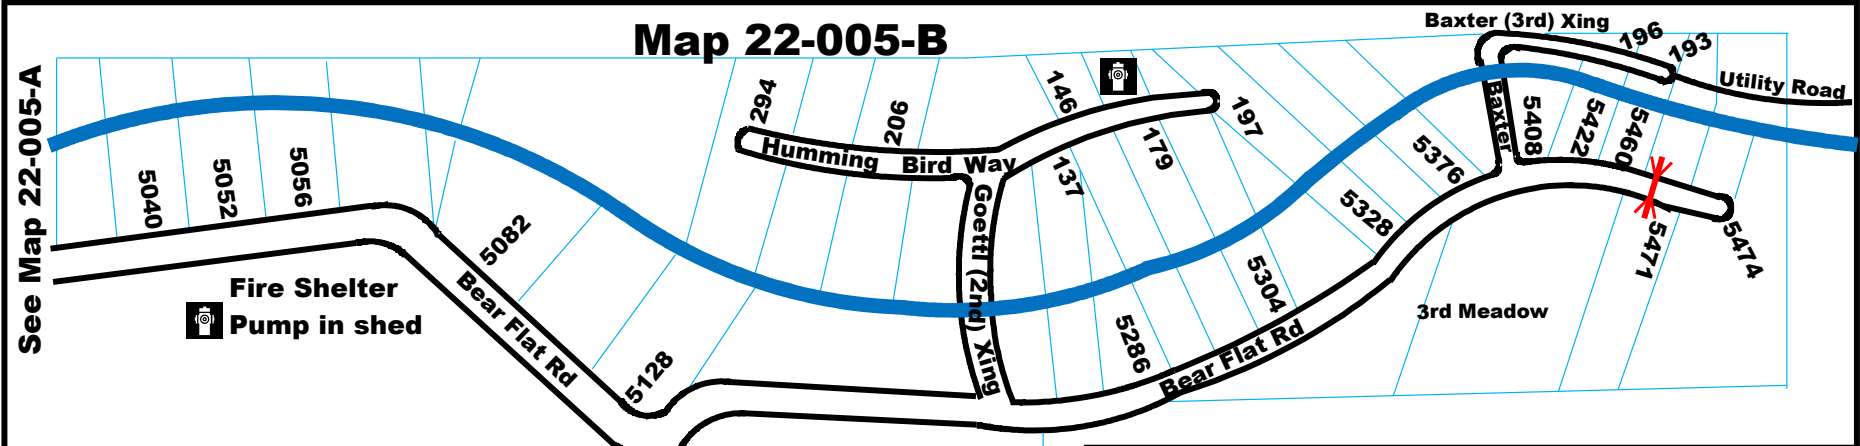 Map 22-005-B
Baxter (3rd) Xing
196
193
Utility Road
See Map 22-005-A
294
206
146
197
179
137
Humming Bird Way
Goettl (2nd) Xing
Baxter
5408
5422
5460
5376
5328
5471
5474
5040
5052
5056
5082
5128
5304
5286
Bear Flat Rd
Bear Flat Rd
3rd Meadow
Fire Shelter
Pump in shed